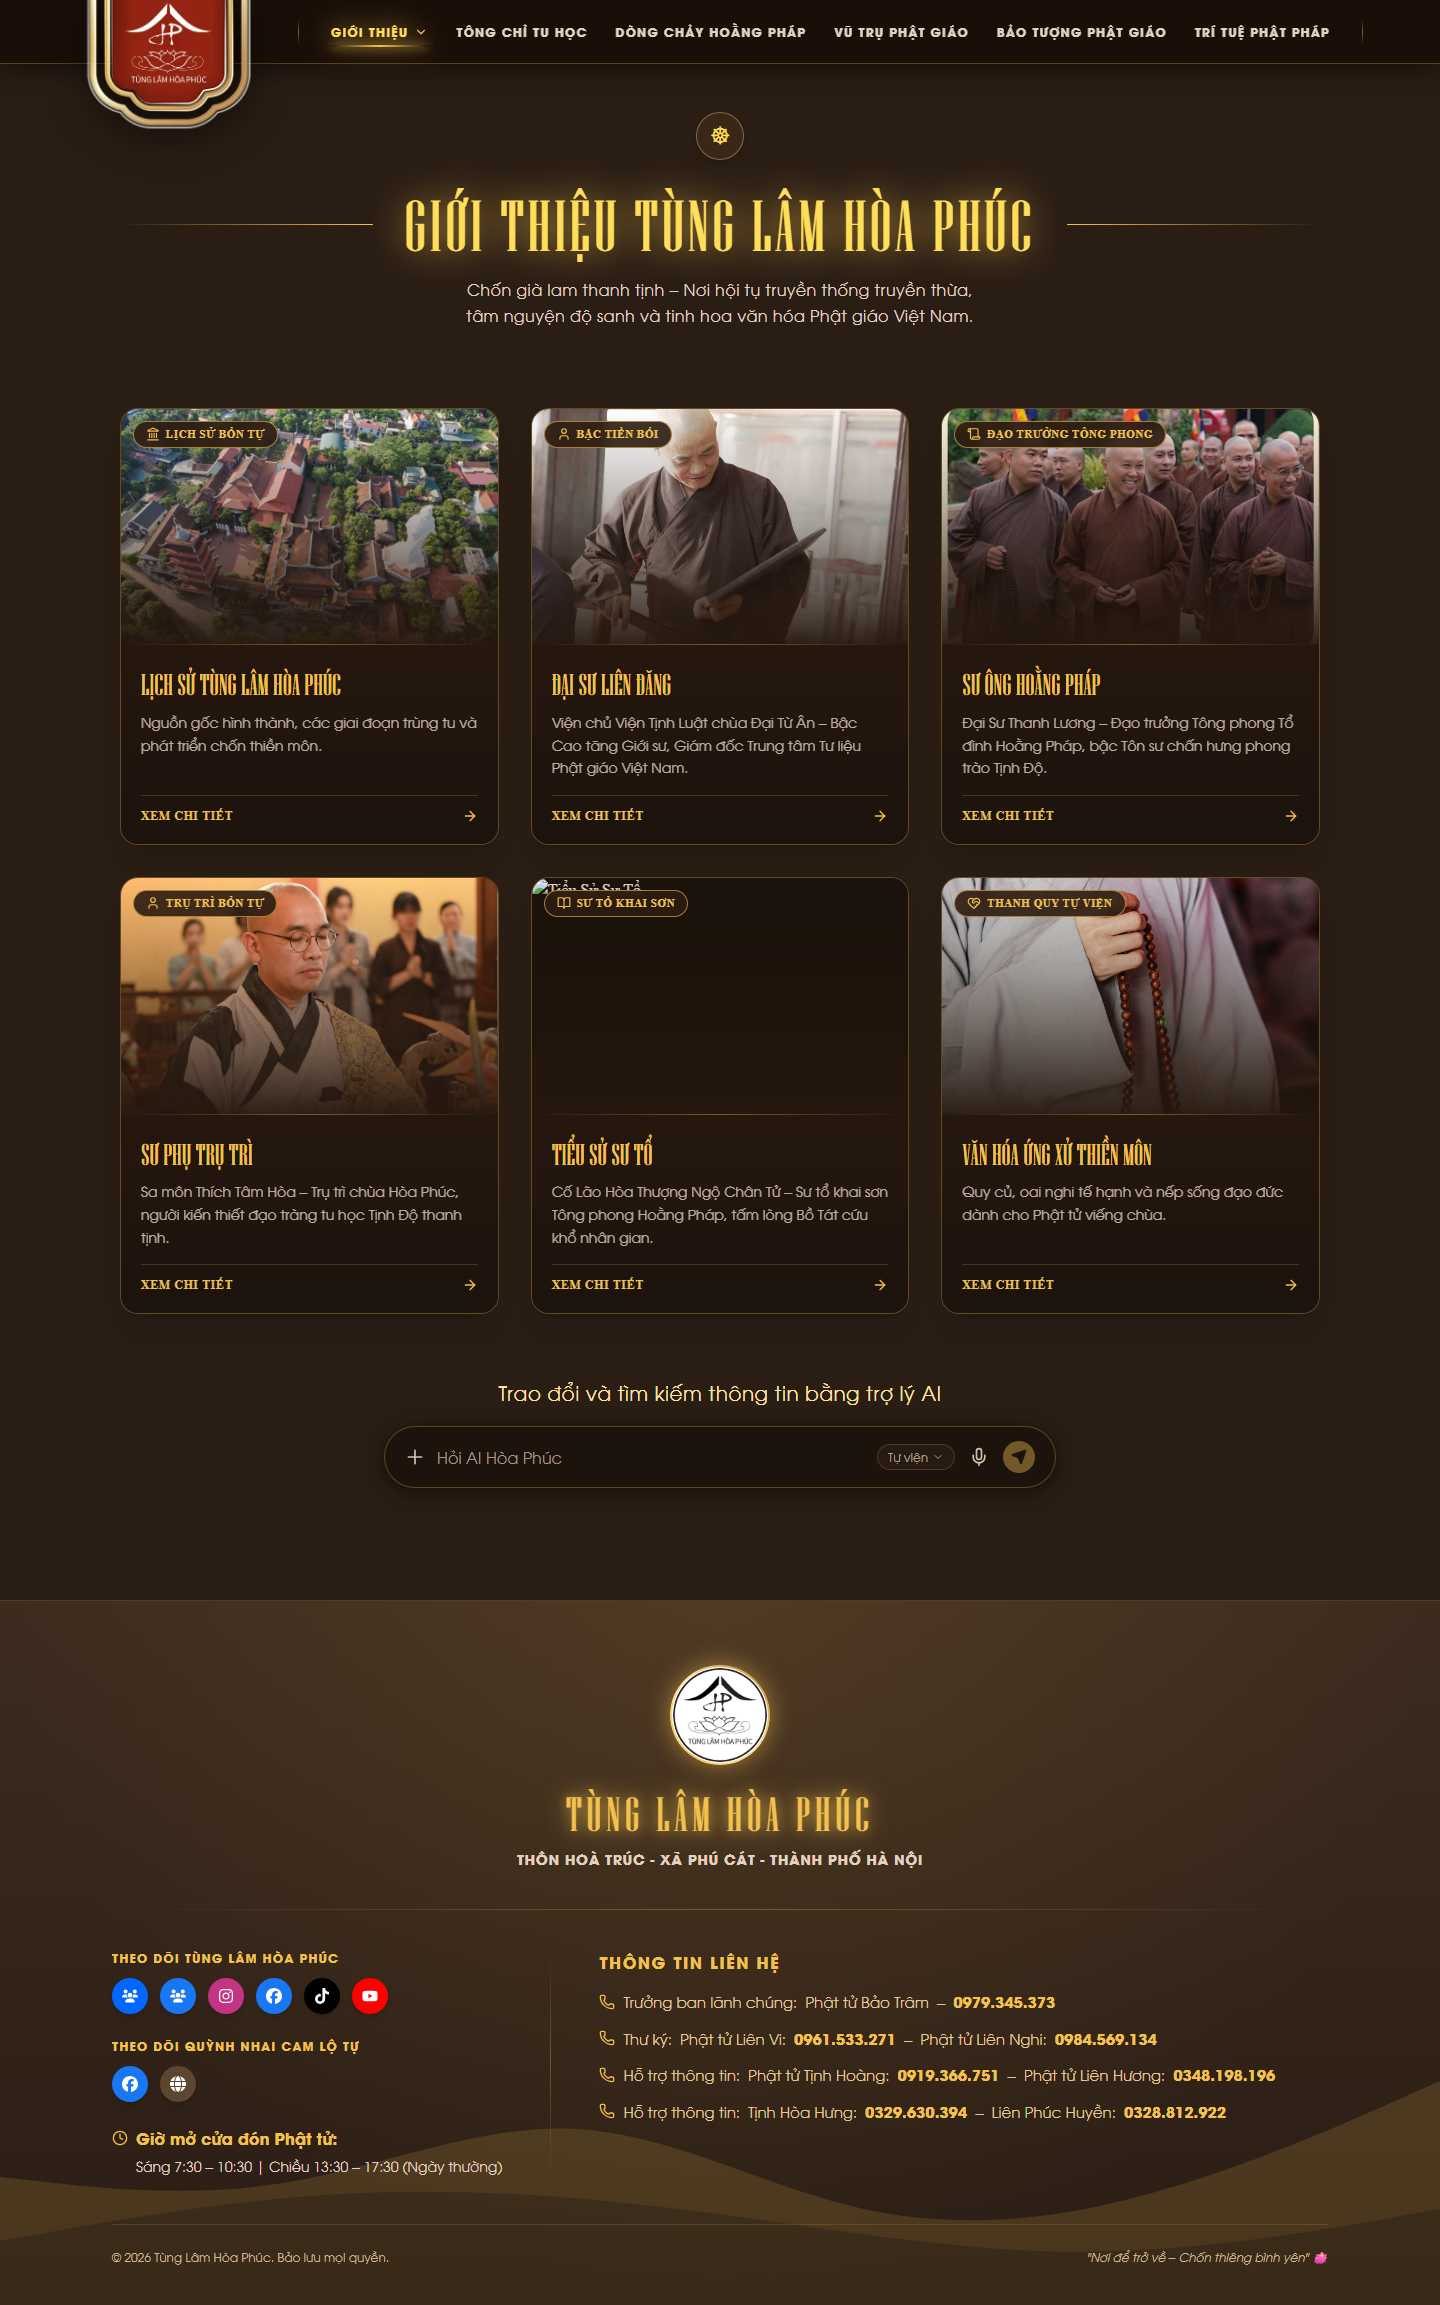 TÙNG LÂM HÒA PHÚC
GIỚI THIỆU
TÔNG CHỈ TU HỌC
DÒNG CHẢY HOẰNG PHÁP
VŨ TRỤ PHẬT GIÁO
BẢO TƯỢNG PHẬT GIÁO
TRÍ TUỆ PHẬT PHÁP
GIỚI THIỆU TÙNG LÂM HÒA PHÚC
Chốn già lam thanh tịnh – Nơi hội tụ truyền thống truyền thừa,
tâm nguyện độ sanh và tinh hoa văn hóa Phật giáo Việt Nam.
LỊCH SỬ BỔN TỰ
LỊCH SỬ TÙNG LÂM HÒA PHÚC
Nguồn gốc hình thành, các giai đoạn trùng tu và
phát triển chốn thiền môn.
XEM CHI TIẾT
BẬC TIỀN BỐI
ĐẠI SƯ LIÊN ĐĂNG
Viện chủ Viện Tịnh Luật chùa Đại Từ Ân – Bậc
Cao tăng Giới sư, Giám đốc Trung tâm Tư liệu
Phật giáo Việt Nam.
XEM CHI TIẾT
ĐẠO TRƯỞNG TÔNG PHONG
SƯ ÔNG HOẰNG PHÁP
Đại Sư Thanh Lương – Đạo trưởng Tông phong Tổ
đình Hoằng Pháp, bậc Tôn sư chấn hưng phong
trào Tịnh Độ.
XEM CHI TIẾT
TRỤ TRÌ BỔN TỰ
SƯ PHỤ TRỤ TRÌ
Sa môn Thích Tâm Hòa – Trụ trì chùa Hòa Phúc,
người kiến thiết đạo tràng tu học Tịnh Độ thanh
tịnh.
XEM CHI TIẾT
Tiểu Sử Sư Tổ
SƯ TỔ KHAI SƠN
TIỂU SỬ SƯ TỔ
Cố Lão Hòa Thượng Ngộ Chân Tử – Sư tổ khai sơn
Tông phong Hoằng Pháp, tấm lòng Bồ Tát cứu
khổ nhân gian.
XEM CHI TIẾT
THANH QUY TỰ VIỆN
VĂN HÓA ỨNG XỬ THIỀN MÔN
Quy củ, oai nghi tế hạnh và nếp sống đạo đức
dành cho Phật tử viếng chùa.
XEM CHI TIẾT
Trao đổi và tìm kiếm thông tin bằng trợ lý AI
Hỏi AI Hòa Phúc
Tự viện
TÙNG LÂM HÒA PHÚC
TÙNG LÂM HÒA PHÚC
THÔN HOÀ TRÚC - XÃ PHÚ CÁT - THÀNH PHỐ HÀ NỘI
THEO DÕI TÙNG LÂM HÒA PHÚC
THEO DÕI QUỲNH NHAI CAM LỘ TỰ
Giờ mở cửa đón Phật tử:
Sáng 7:30 – 10:30 | Chiều 13:30 – 17:30 (Ngày thường)
THÔNG TIN LIÊN HỆ
Trưởng ban lãnh chúng: Phật tử Bảo Trâm – 0979.345.373
Thư ký: Phật tử Liên Vi: 0961.533.271 – Phật tử Liên Nghi: 0984.569.134
Hỗ trợ thông tin: Phật tử Tịnh Hoàng: 0919.366.751 – Phật tử Liên Hương: 0348.198.196
Hỗ trợ thông tin: Tịnh Hòa Hưng: 0329.630.394 – Liên Phúc Huyền: 0328.812.922
© 2026 Tùng Lâm Hòa Phúc. Bảo lưu mọi quyền.
"Nơi để trở về – Chốn thiêng bình yên" 🪷